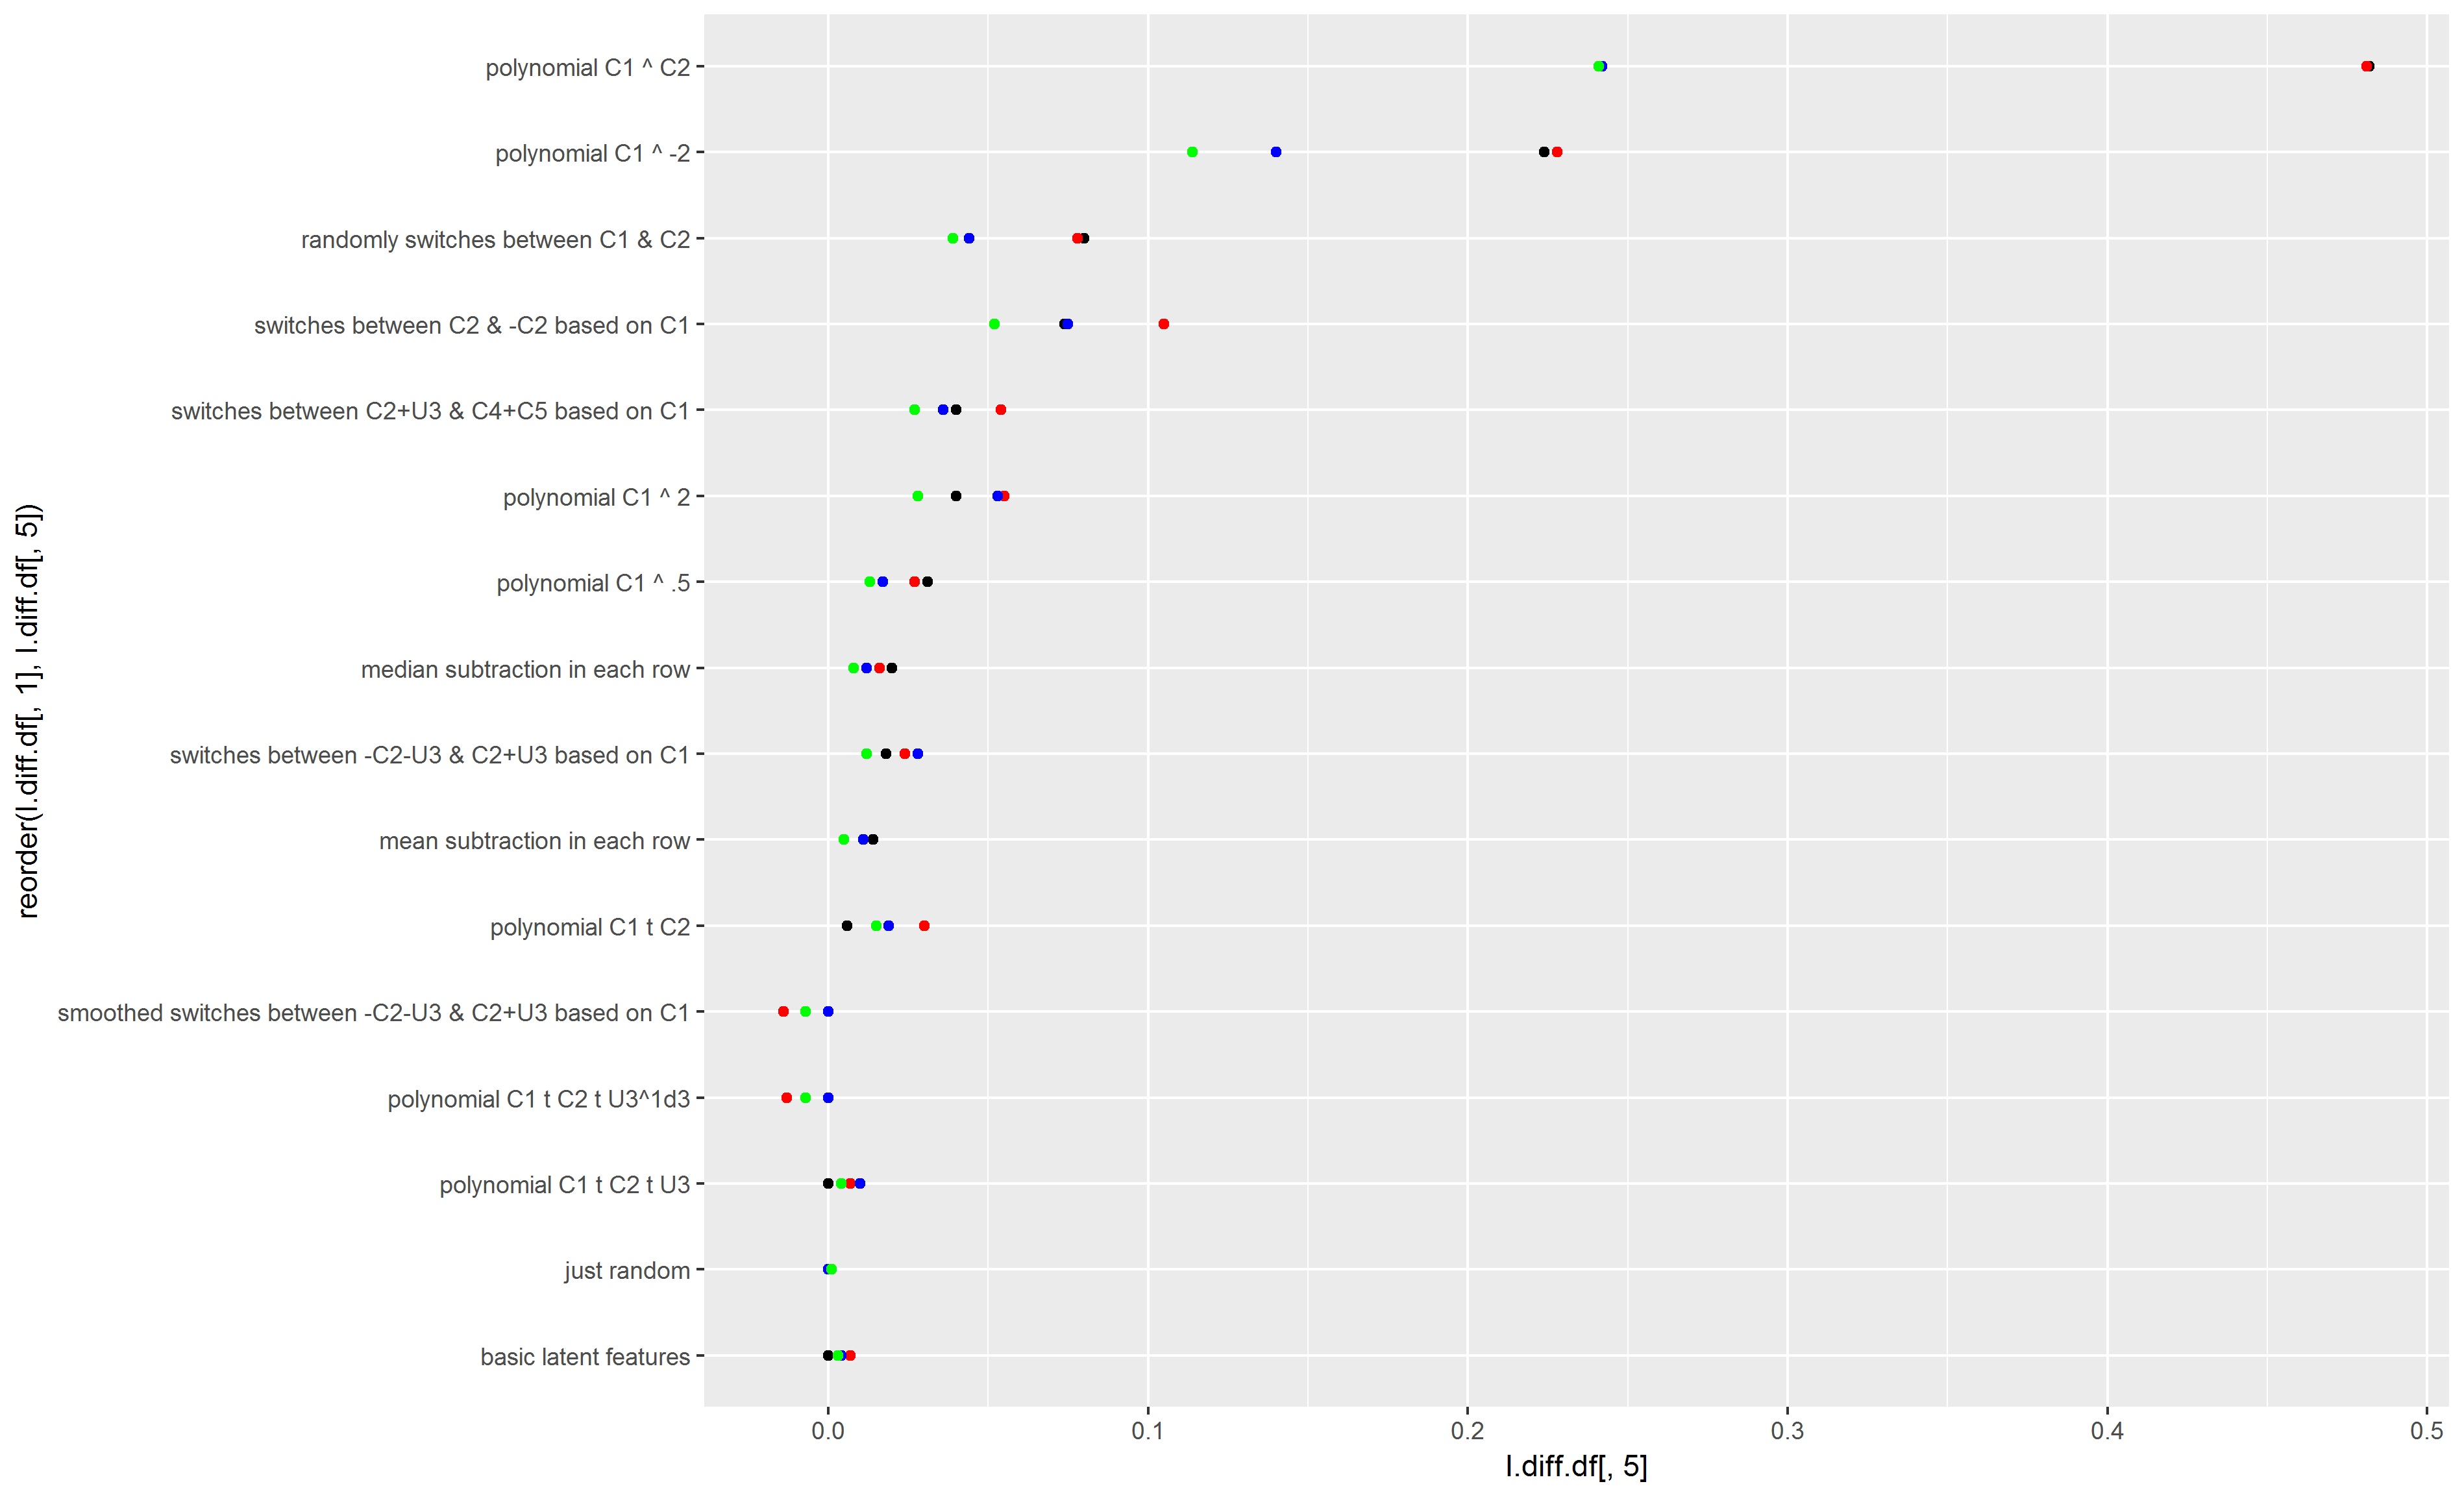 polynomial C1 ^ C2
polynomial C1 ^ -2
randomly switches between C1 & C2
switches between C2 & -C2 based on C1
switches between C2+U3 & C4+C5 based on C1
polynomial C1 ^ 2
polynomial C1 ^ .5
median subtraction in each row
switches between -C2-U3 & C2+U3 based on C1
mean subtraction in each row
polynomial C1 t C2
smoothed switches between -C2-U3 & C2+U3 based on C1
polynomial C1 t C2 t U3^1d3
polynomial C1 t C2 t U3
just random
basic latent features
reorder(l.diff.df[, 1], l.diff.df[, 5])
0.0 0.1 0.2 0.3 0.4 0.5
l.diff.df[, 5]